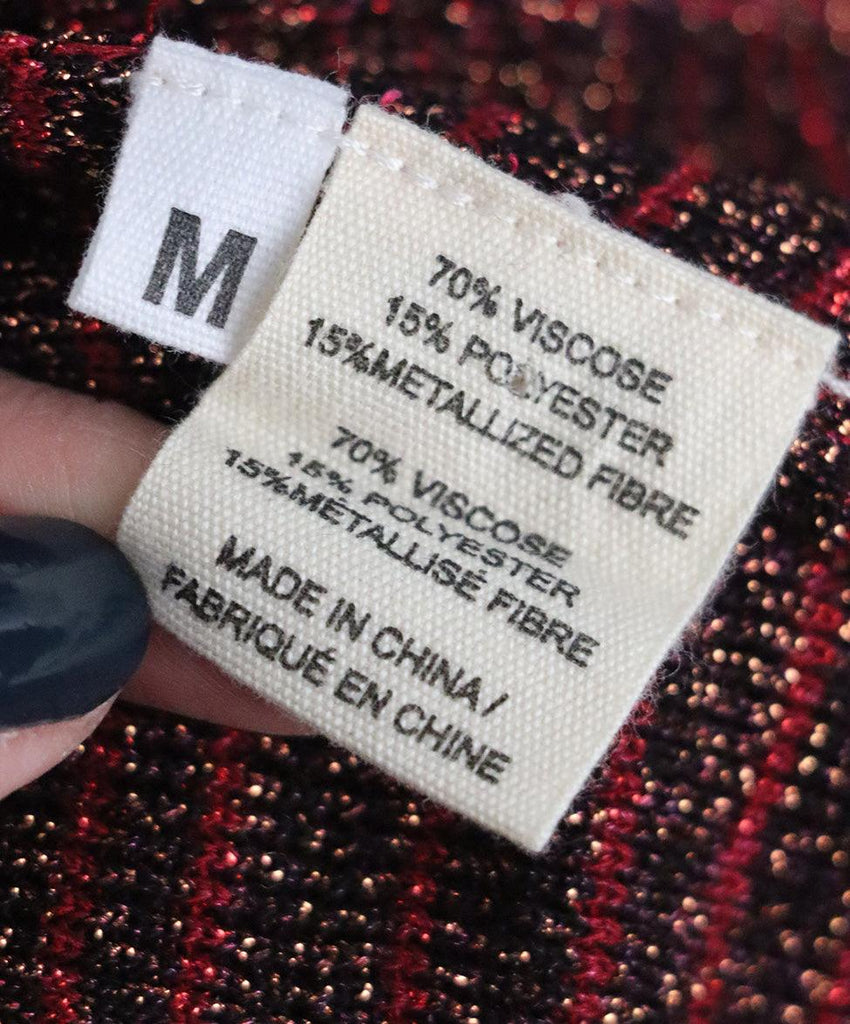 M
70% VISCOSE
15% POLYESTER
15%METALLIZED FIBRE
70% VISCOSE
15% POLYESTER
15%MÉTALLISÉ FIBRE
MADE IN CHINA/
FABRIQUÉ EN CHINE